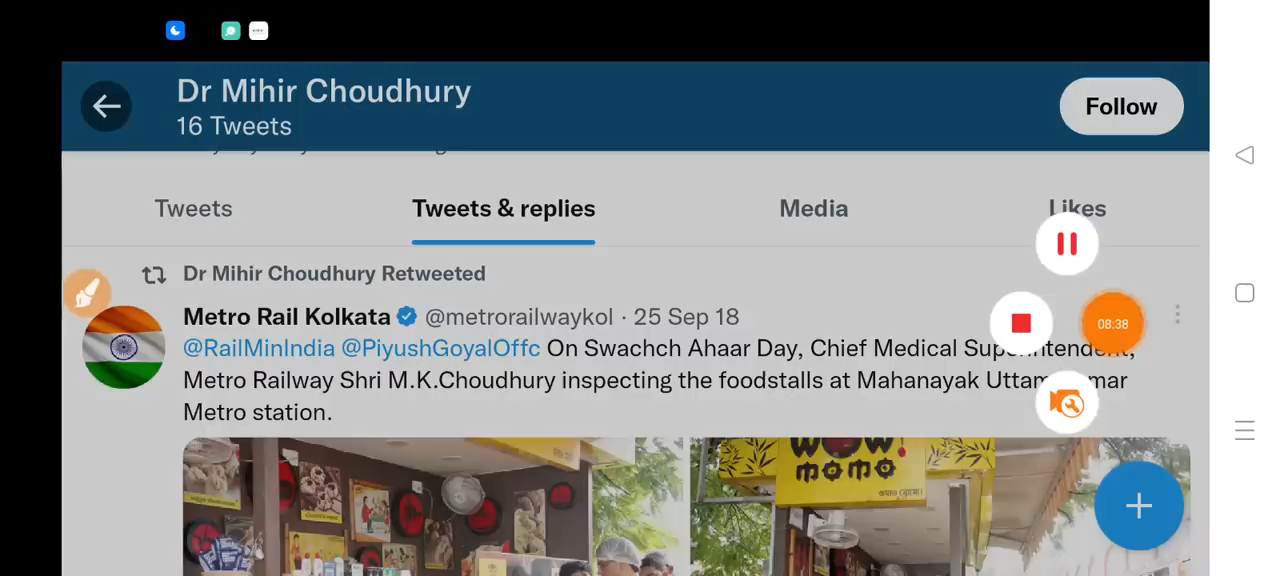 Dr Mihir Choudhury
16 Tweets
Follow
Tweets
Tweets & replies
Media
Likes
Dr Mihir Choudhury Retweeted
Metro Rail Kolkata @metrorailwaykol · 25 Sep 18
@RailMinIndia @PiyushGoyalOffc On Swachch Ahaar Day, Chief Medical Superintendent,
Metro Railway Shri M.K.Choudhury inspecting the foodstalls at Mahanayak Uttam Kumar
Metro station.
08:38
WOW
MOMO